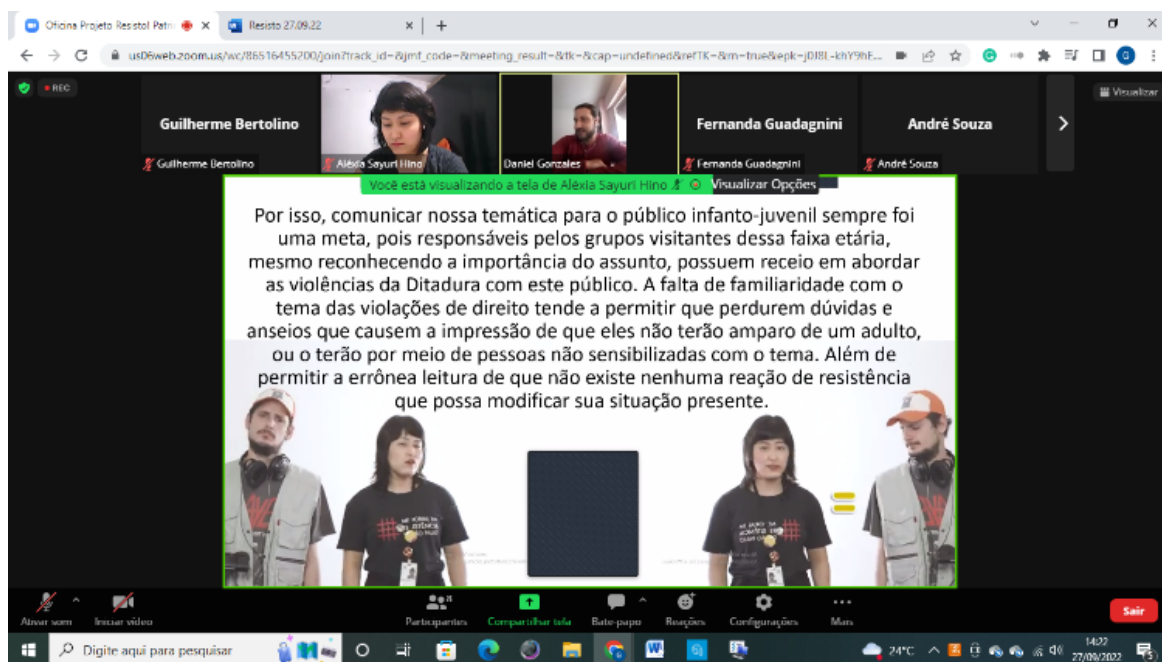 Oficina Projeto Resisto! Patri
Resisto 27.09.22
us06web.zoom.us/wc/86516455200/join?track_id=&jmf_code=&meeting_result=&tk=&cap=undefined&refTK=&rm=true&epk=
REC
Visualizar
Guilherme Bertolino
Fernanda Guadagnini
André Souza
Guilherme Bertolino
Aléxia Sayuri Hino
Daniel Gonzales
Fernanda Guadagnini
André Souza
Você está visualizando a tela de Aléxia Sayuri Hino
Visualizar Opções
Por isso, comunicar nossa temática para o público infanto-juvenil sempre foi
uma meta, pois responsáveis pelos grupos visitantes dessa faixa etária,
mesmo reconhecendo a importância do assunto, possuem receio em abordar
as violências da Ditadura com este público. A falta de familiaridade com o
tema das violações de direito tende a permitir que perdurem dúvidas e
anseios que causem a impressão de que eles não terão amparo de um adulto,
ou o terão por meio de pessoas não sensibilizadas com o tema. Além de
permitir a errônea leitura de que não existe nenhuma reação de resistência
que possa modificar sua situação presente.
Ativar som
Iniciar vídeo
Participantes
Compartilhar tela
Bate-papo
Reações
Configurações
Mais
Sair
Digite aqui para pesquisar
24°C
14:22
27/09/2022